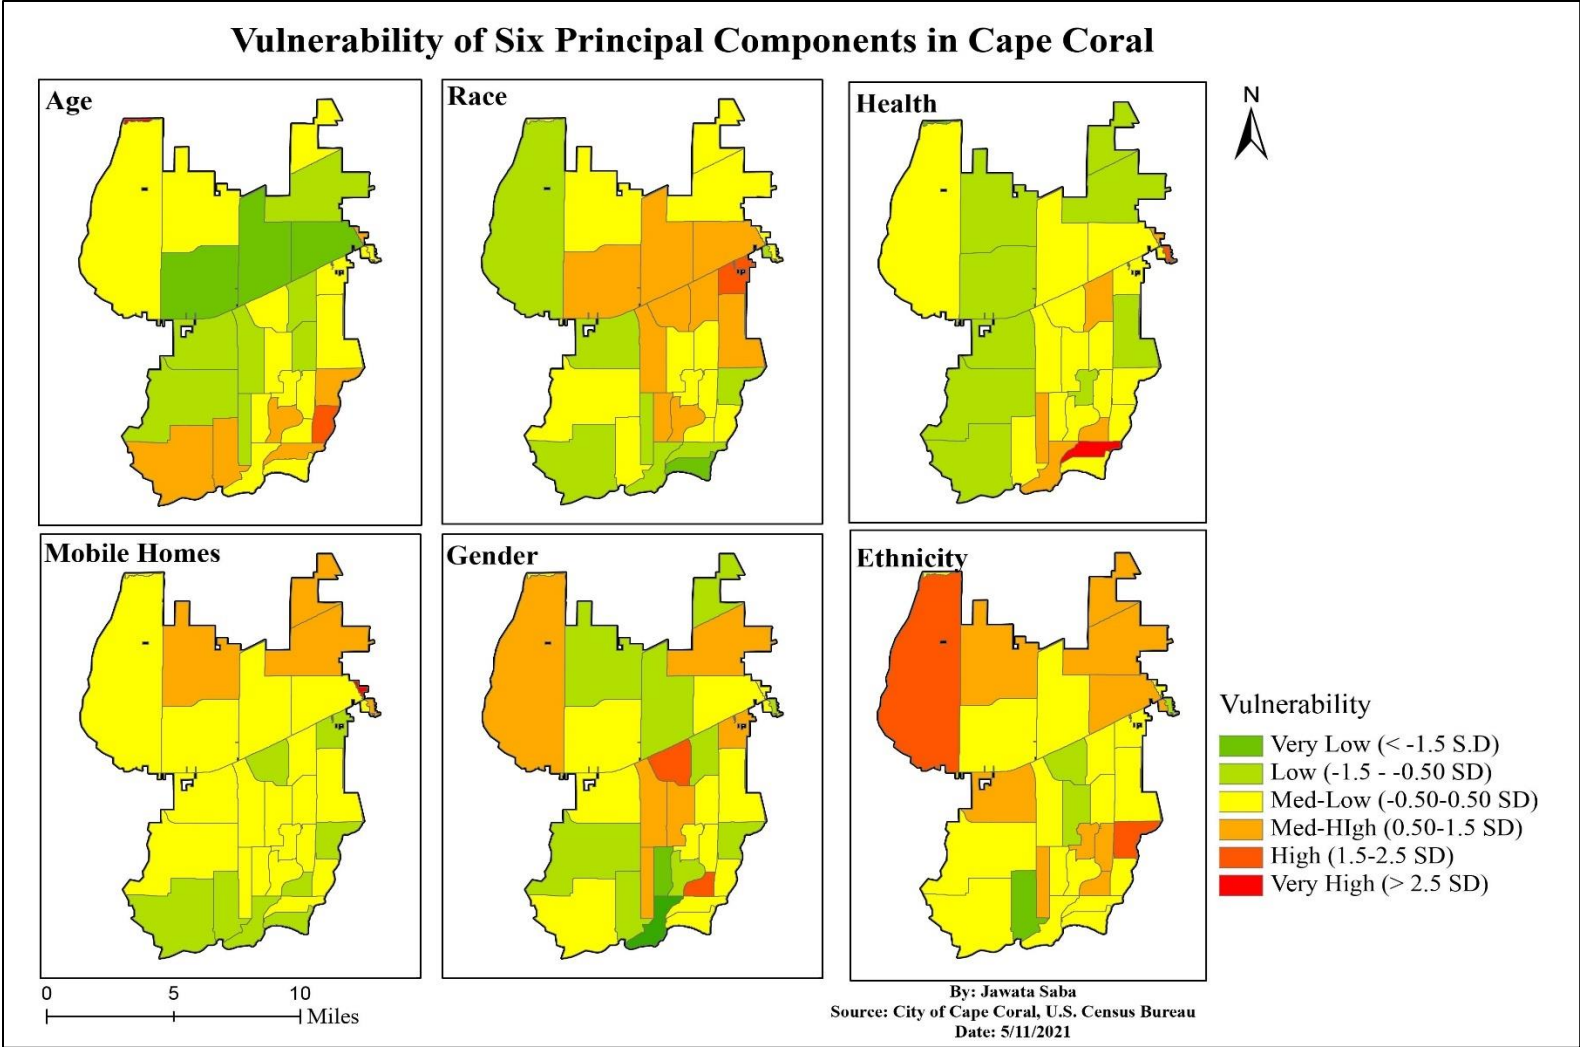 Vulnerability of Six Principal Components in Cape Coral
Age
Race
Health
N
Mobile Homes
Gender
Ethnicity
Vulnerability
Very Low (< -1.5 S.D)
Low (-1.5 - -0.50 SD)
Med-Low (-0.50-0.50 SD)
Med-HIgh (0.50-1.5 SD)
High (1.5-2.5 SD)
Very High (> 2.5 SD)
0 5 10
Miles
By: Jawata Saba
Source: City of Cape Coral, U.S. Census Bureau
Date: 5/11/2021